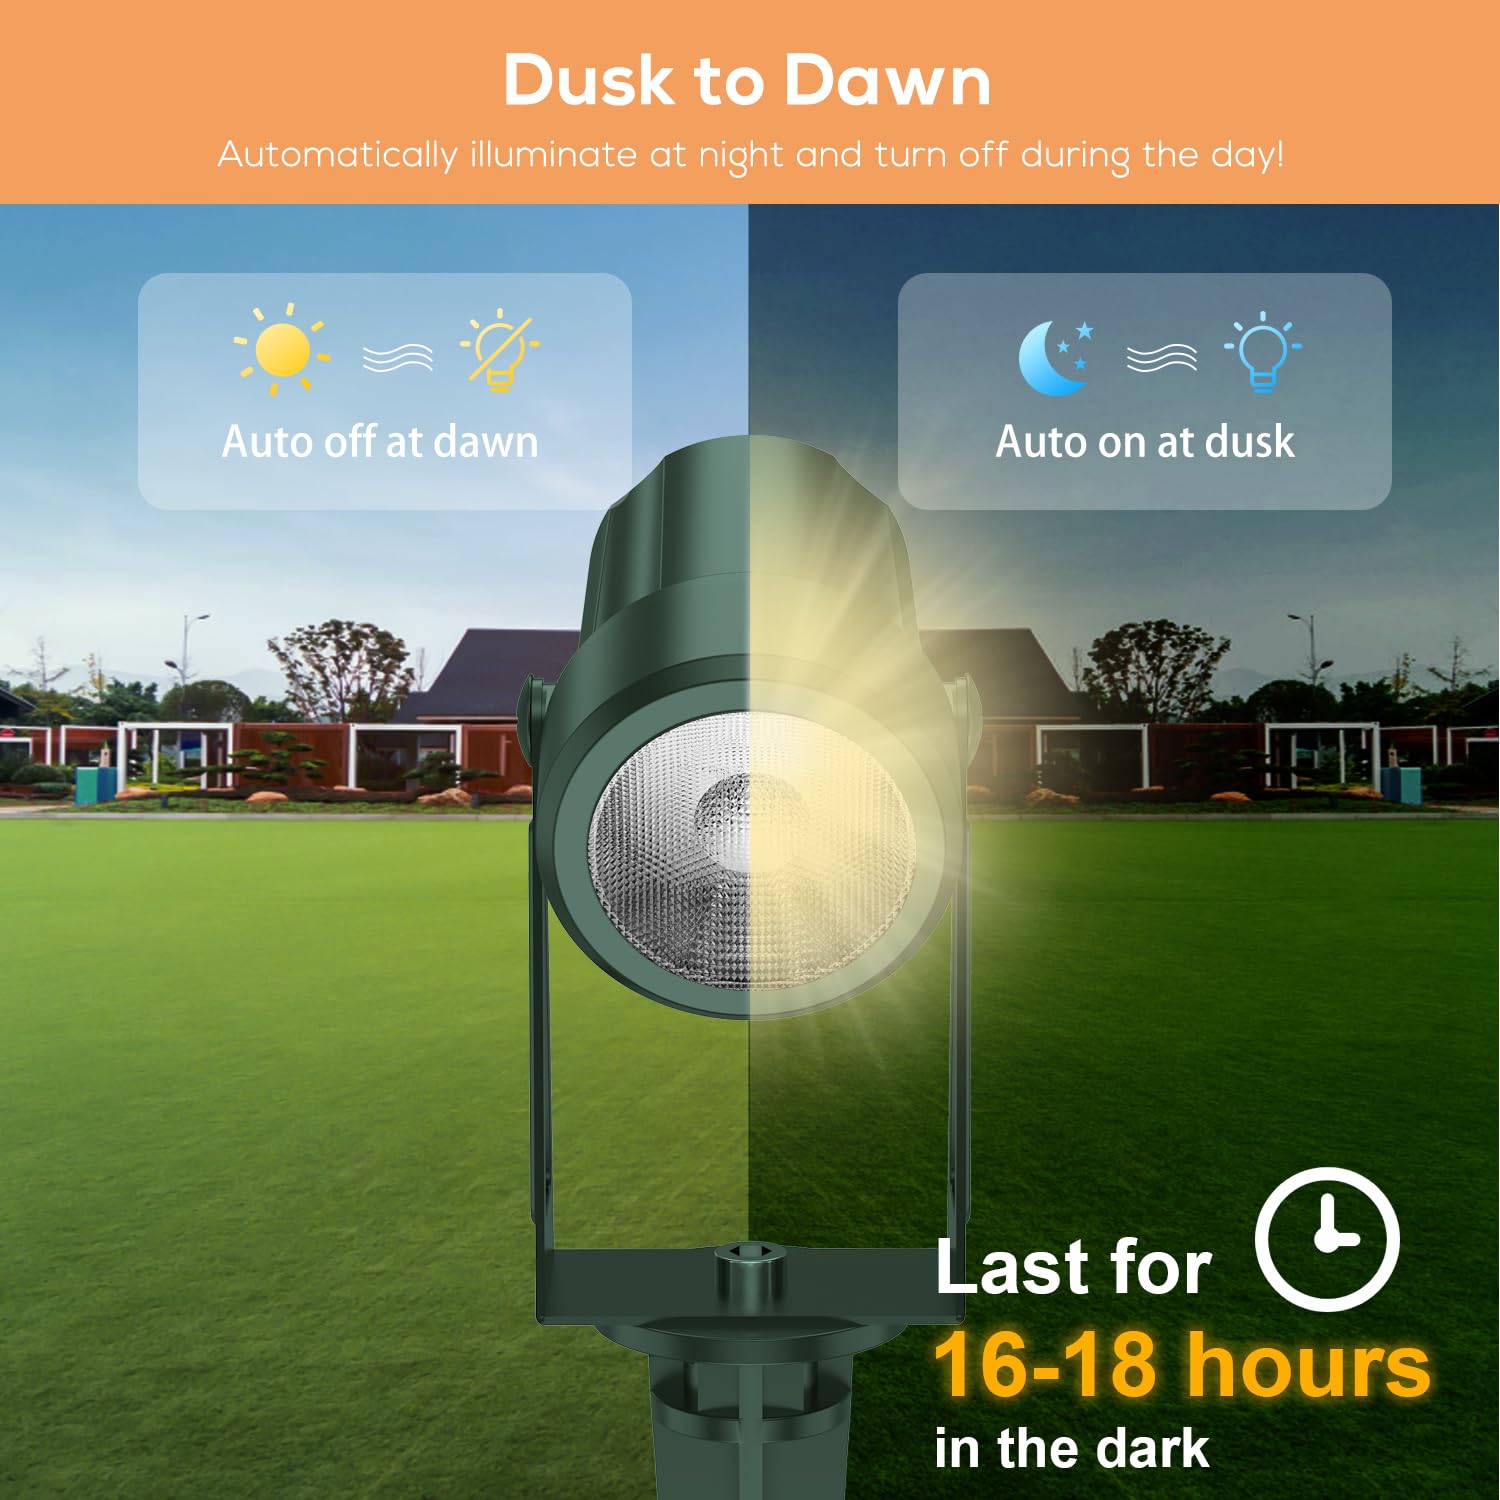 Dusk to Dawn
Automatically illuminate at night and turn off during the day!
Auto off at dawn
Auto on at dusk
Last for
16-18 hours
in the dark